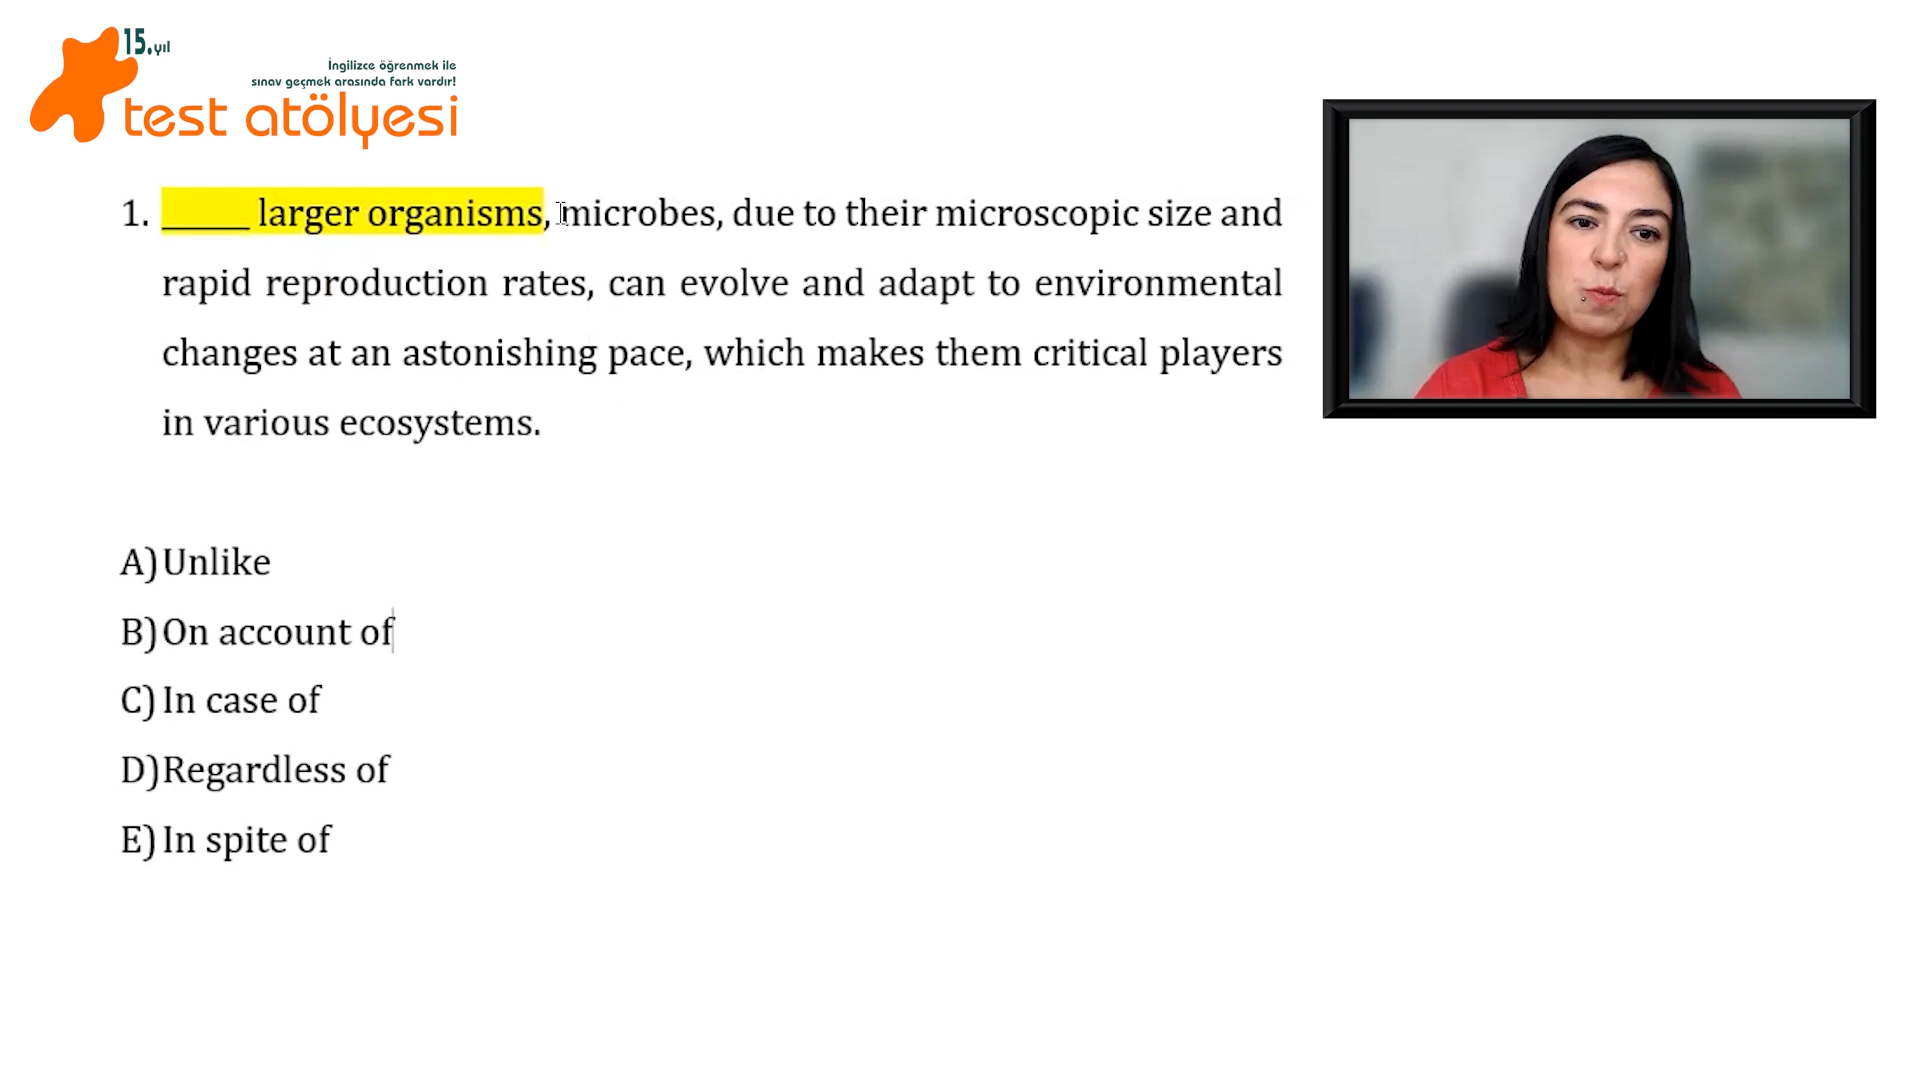 15.yıl
İngilizce öğrenmek ile
sınav geçmek arasında fark vardır!
test atölyesi
1. _____ larger organisms, microbes, due to their microscopic size and
rapid reproduction rates, can evolve and adapt to environmental
changes at an astonishing pace, which makes them critical players
in various ecosystems.
A) Unlike
B) On account of
C) In case of
D) Regardless of
E) In spite of